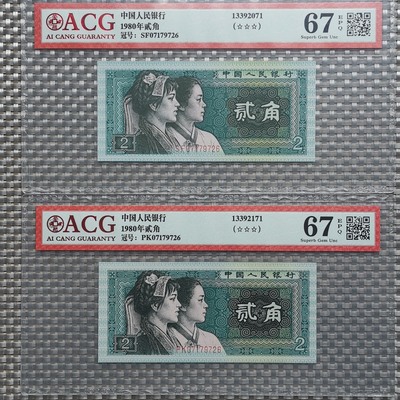 ACG
AI CANG GUARANTY
中国人民银行
1980年贰角
冠号: SF07179726
13392071
(☆☆☆)
67 EPQ
Superb Gem Unc
中国人民银行
贰角
SF07179726
2
2
ACG
AI CANG GUARANTY
中国人民银行
1980年贰角
冠号: PK07179726
13392171
(☆☆☆)
67 EPQ
Superb Gem Unc
中国人民银行
贰角
PK07179726
2
2